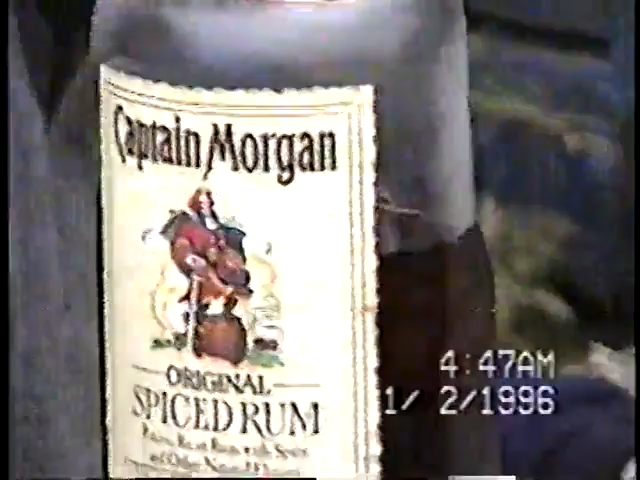 Captain Morgan
ORIGINAL
SPICED RUM
4:47AM
1/ 2/1996